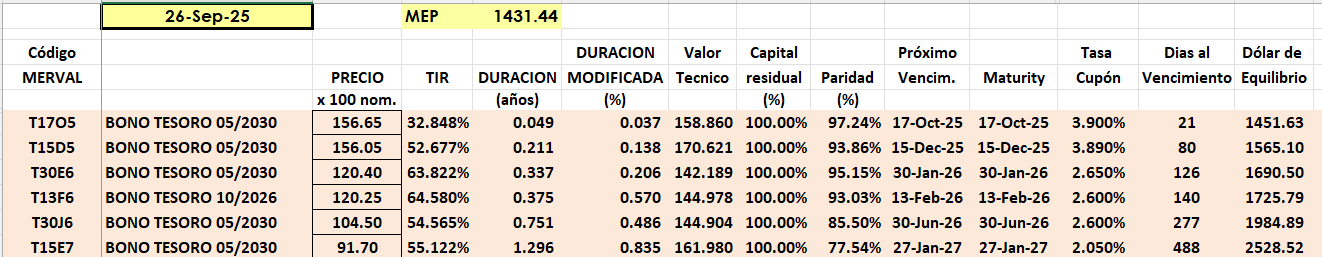 26-Sep-25 MEP 1431.44
Código DURACION Valor Capital Próximo Tasa Dias al Dólar de
MERVAL PRECIO TIR DURACION MODIFICADA Tecnico residual Paridad Vencim. Maturity Cupón Vencimiento Equilibrio
x 100 nom. (años) (%) (%) (%)
T17O5 BONO TESORO 05/2030 156.65 32.848% 0.049 0.037 158.860 100.00% 97.24% 17-Oct-25 17-Oct-25 3.900% 21 1451.63
T15D5 BONO TESORO 05/2030 156.05 52.677% 0.211 0.138 170.621 100.00% 93.86% 15-Dec-25 15-Dec-25 3.890% 80 1565.10
T30E6 BONO TESORO 05/2030 120.40 63.822% 0.337 0.206 142.189 100.00% 95.15% 30-Jan-26 30-Jan-26 2.650% 126 1690.50
T13F6 BONO TESORO 10/2026 120.25 64.580% 0.375 0.570 144.978 100.00% 93.03% 13-Feb-26 13-Feb-26 2.600% 140 1725.79
T30J6 BONO TESORO 05/2030 104.50 54.565% 0.751 0.486 144.904 100.00% 85.50% 30-Jun-26 30-Jun-26 2.600% 277 1984.89
T15E7 BONO TESORO 05/2030 91.70 55.122% 1.296 0.835 161.980 100.00% 77.54% 27-Jan-27 27-Jan-27 2.050% 488 2528.52